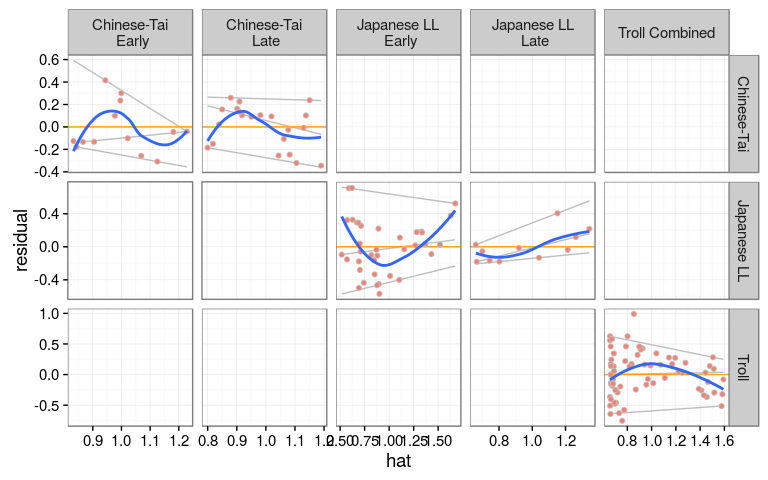 Chinese-Tai Early
Chinese-Tai Late
Japanese LL Early
Japanese LL Late
Troll Combined
0.6
0.4
0.2
0.0
-0.2
-0.4
Chinese-Tai
0.4
0.0
-0.4
Japanese LL
1.0
0.5
0.0
-0.5
Troll
residual
0.9 1.0 1.1 1.2
0.8 0.9 1.0 1.1 1.2
0.50 0.75 1.00 1.25 1.50
0.8 1.0 1.2
0.8 1.0 1.2 1.4 1.6
hat